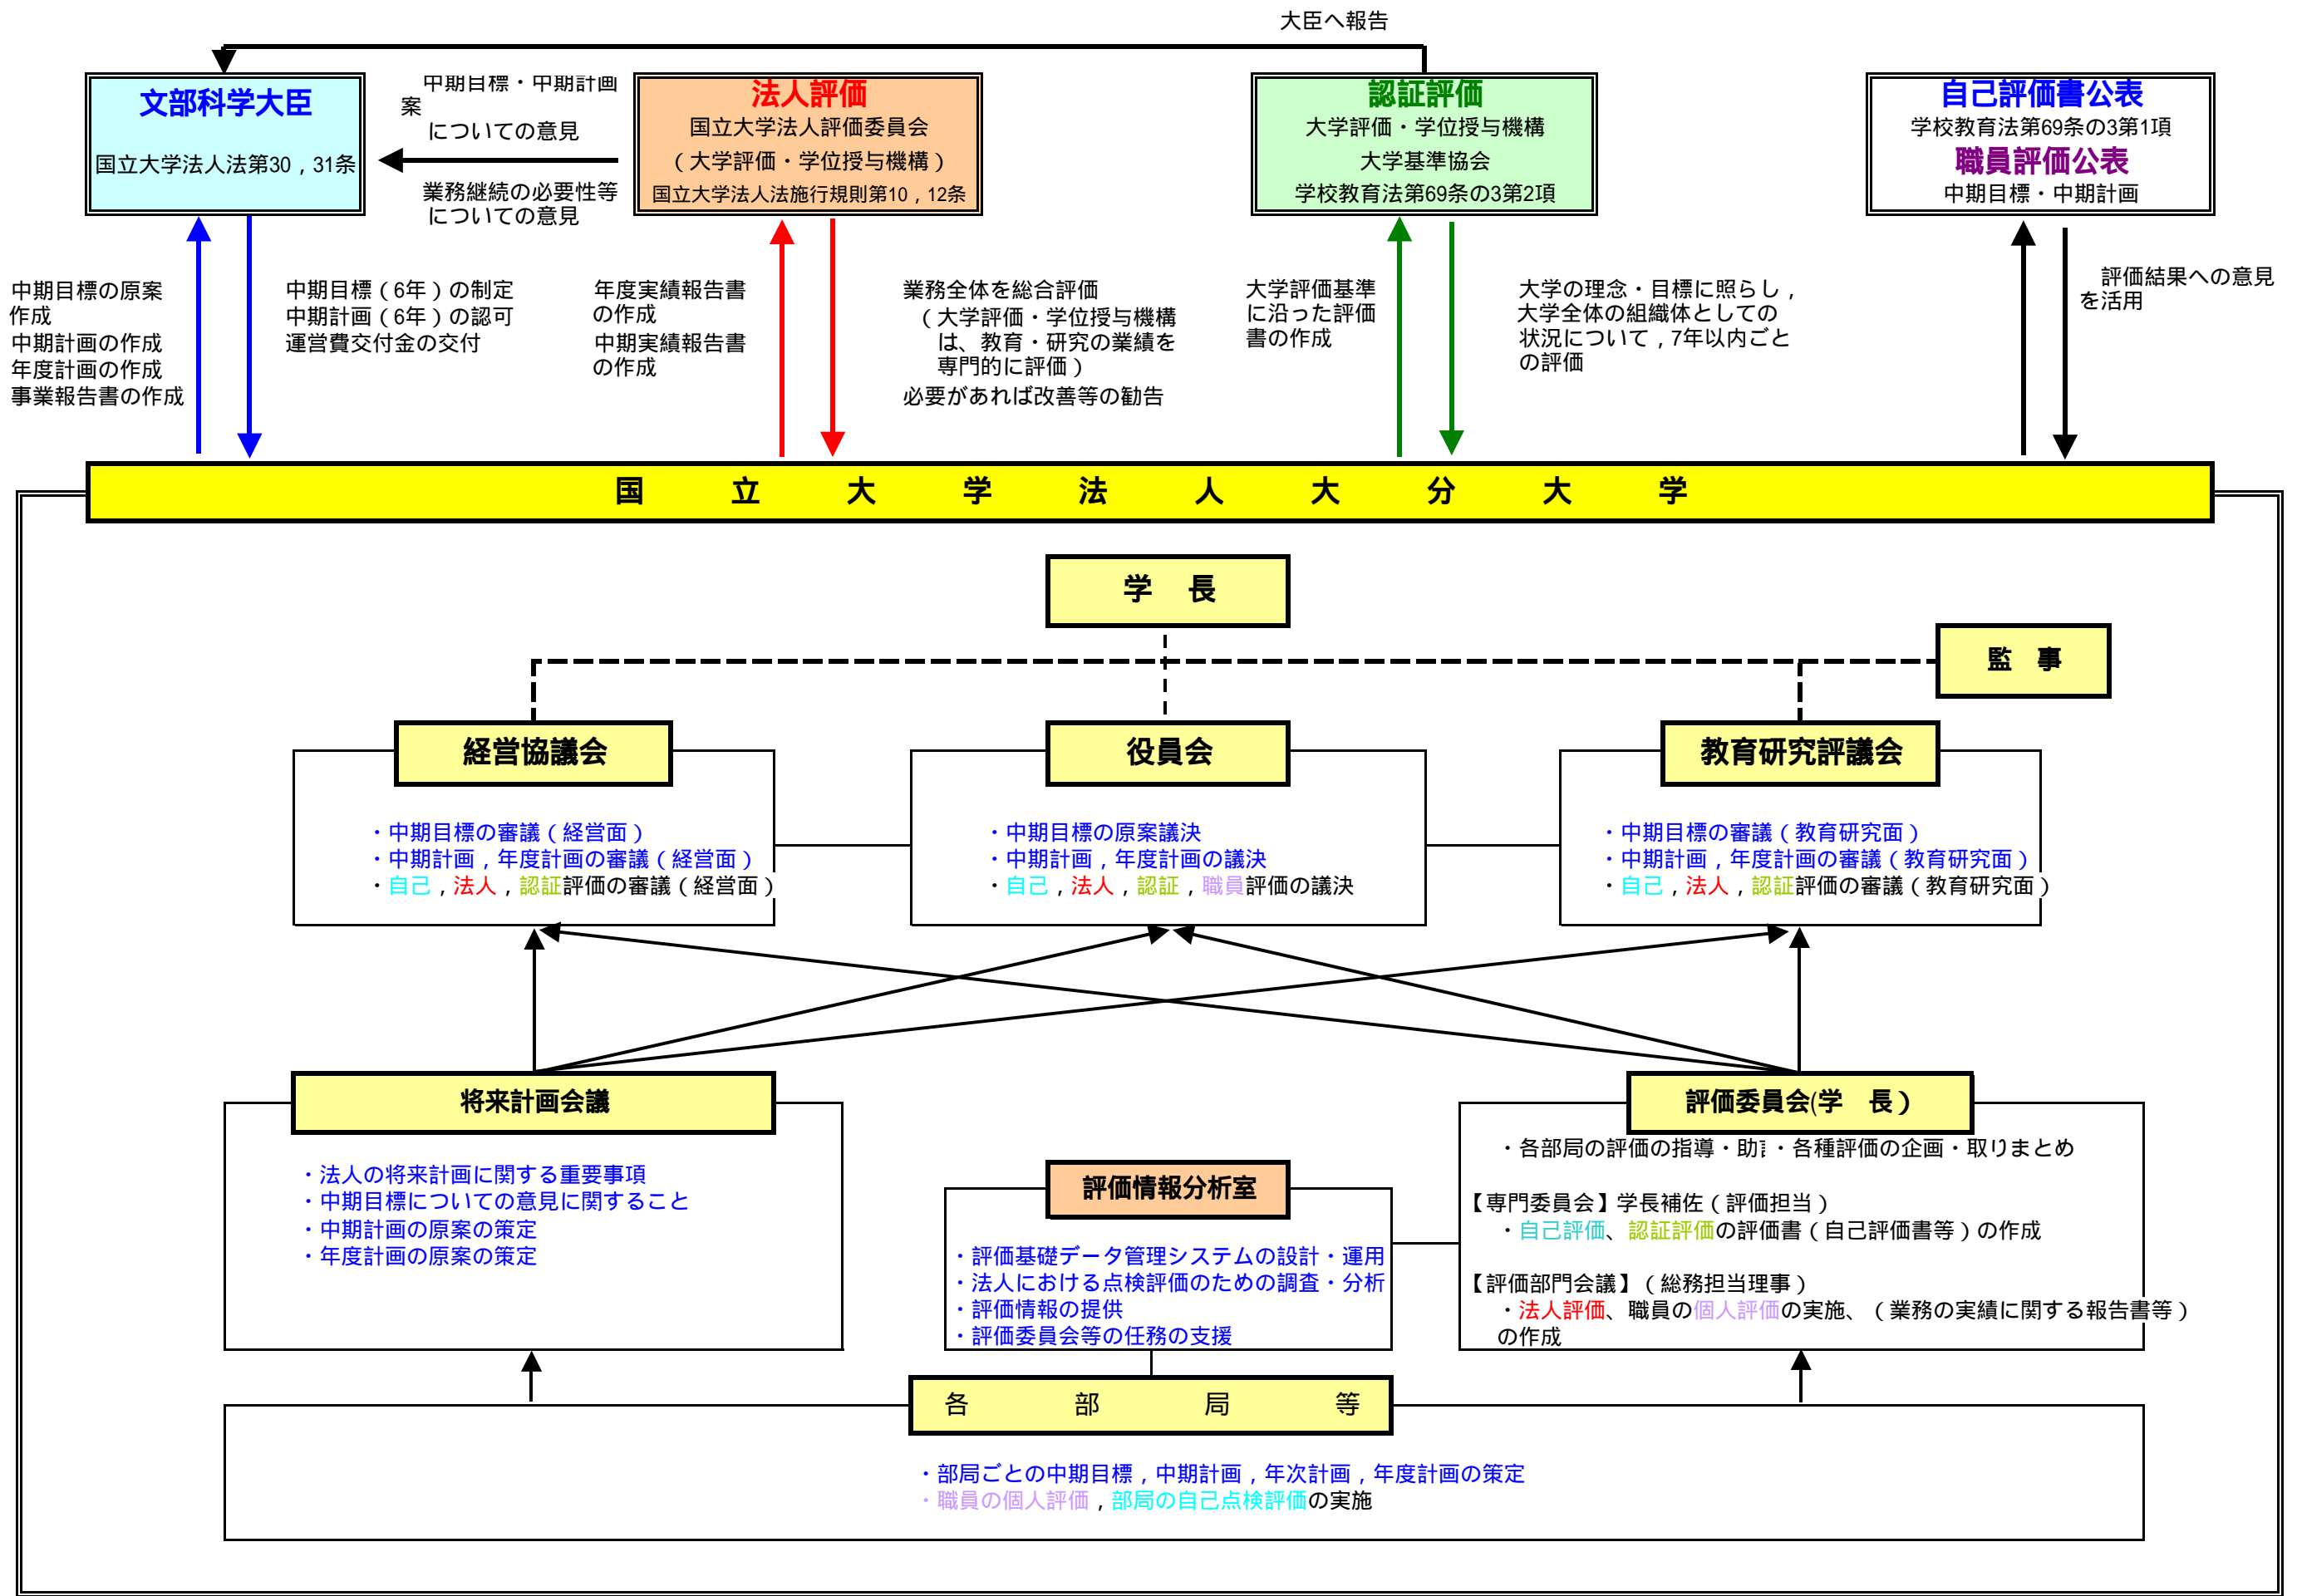 大臣へ報告
文部科学大臣
国立大学法人法第30，31条
中期目標・中期計画
案
についての意見
業務継続の必要性等
についての意見
法人評価
国立大学法人評価委員会
（大学評価・学位授与機構）
国立大学法人法施行規則第10，12条
認証評価
大学評価・学位授与機構
大学基準協会
学校教育法第69条の3第2項
自己評価書公表
学校教育法第69条の3第1項
職員評価公表
中期目標・中期計画
中期目標の原案
作成
中期計画の作成
年度計画の作成
事業報告書の作成
中期目標（6年）の制定
中期計画（6年）の認可
運営費交付金の交付
年度実績報告書
の作成
中期実績報告書
の作成
業務全体を総合評価
（大学評価・学位授与機構
は、教育・研究の業績を
専門的に評価）
必要があれば改善等の勧告
大学評価基準
に沿った評価
書の作成
大学の理念・目標に照らし，
大学全体の組織体としての
状況について，7年以内ごと
の評価
評価結果への意見
を活用
国立大学法人大分大学
学　長
監　事
経営協議会
・中期目標の審議（経営面）
・中期計画，年度計画の審議（経営面）
・自己，法人，認証評価の審議（経営面）
役員会
・中期目標の原案議決
・中期計画，年度計画の議決
・自己，法人，認証，職員評価の議決
教育研究評議会
・中期目標の審議（教育研究面）
・中期計画，年度計画の審議（教育研究面）
・自己，法人，認証評価の審議（教育研究面）
将来計画会議
・法人の将来計画に関する重要事項
・中期目標についての意見に関すること
・中期計画の原案の策定
・年度計画の原案の策定
評価情報分析室
・評価基礎データ管理システムの設計・運用
・法人における点検評価のための調査・分析
・評価情報の提供
・評価委員会等の任務の支援
評価委員会(学　長）
・各部局の評価の指導・助・各種評価の企画・取りまとめ
【専門委員会】学長補佐（評価担当）
・自己評価、認証評価の評価書（自己評価書等）の作成
【評価部門会議】（総務担当理事）
・法人評価、職員の個人評価の実施、（業務の実績に関する報告書等）
の作成
各部局等
・部局ごとの中期目標，中期計画，年次計画，年度計画の策定
・職員の個人評価，部局の自己点検評価の実施